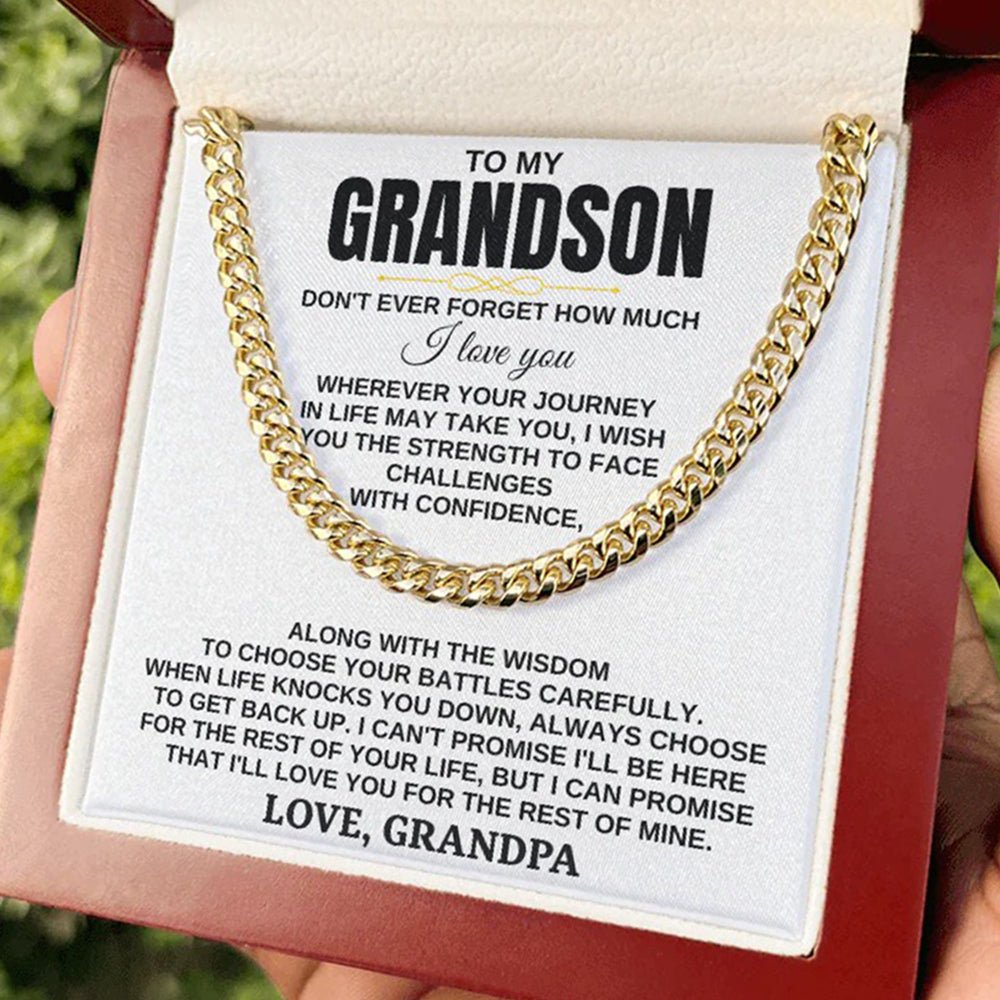 TO MY
GRANDSON
DON'T EVER FORGET HOW MUCH
I love you
WHEREVER YOUR JOURNEY
IN LIFE MAY TAKE YOU, I WISH
YOU THE STRENGTH TO FACE
CHALLENGES
WITH CONFIDENCE,
ALONG WITH THE WISDOM
TO CHOOSE YOUR BATTLES CAREFULLY.
WHEN LIFE KNOCKS YOU DOWN, ALWAYS CHOOSE
TO GET BACK UP. I CAN'T PROMISE I'LL BE HERE
FOR THE REST OF YOUR LIFE, BUT I CAN PROMISE
THAT I'LL LOVE YOU FOR THE REST OF MINE.
LOVE, GRANDPA